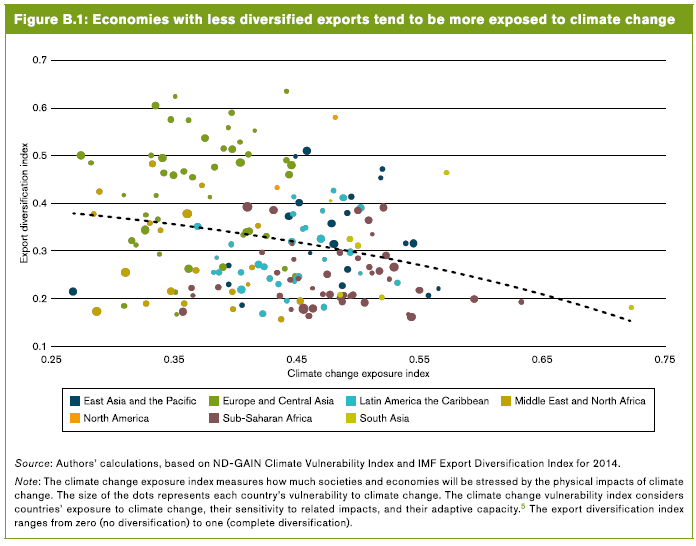 Figure B.1: Economies with less diversified exports tend to be more exposed to climate change
0.7
0.6
0.5
0.4
0.3
0.2
0.1
Export diversification index
0.25
0.35
0.45
0.55
0.65
0.75
Climate change exposure index
East Asia and the Pacific
Europe and Central Asia
Latin America the Caribbean
Middle East and North Africa
North America
Sub-Saharan Africa
South Asia
Source: Authors' calculations, based on ND-GAIN Climate Vulnerability Index and IMF Export Diversification Index for 2014.
Note: The climate change exposure index measures how much societies and economies will be stressed by the physical impacts of climate
change. The size of the dots represents each country's vulnerability to climate change. The climate change vulnerability index considers
countries' exposure to climate change, their sensitivity to related impacts, and their adaptive capacity.5 The export diversification index
ranges from zero (no diversification) to one (complete diversification).